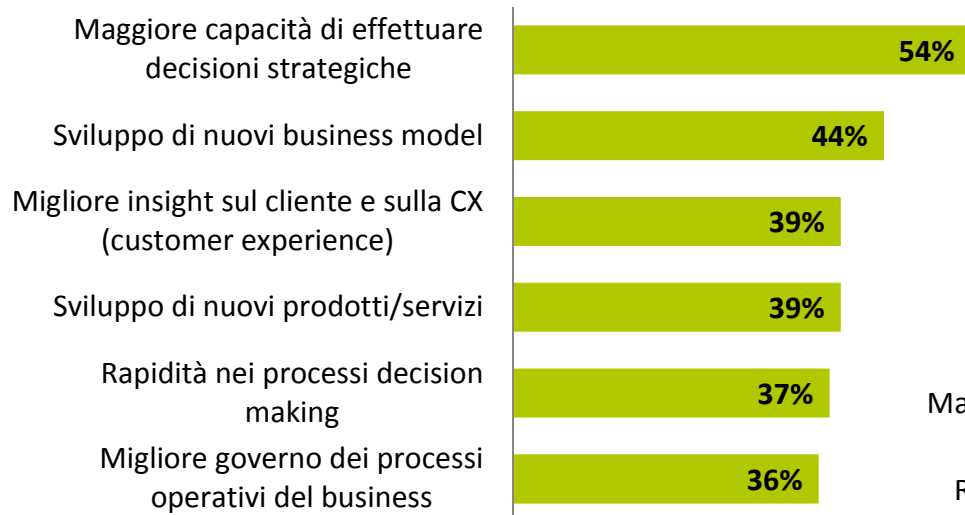 Maggiore capacità di effettuare
decisioni strategiche
54%
Sviluppo di nuovi business model
44%
Migliore insight sul cliente e sulla CX
(customer experience)
39%
Sviluppo di nuovi prodotti/servizi
39%
Rapidità nei processi decision
making
37%
Migliore governo dei processi
operativi del business
36%